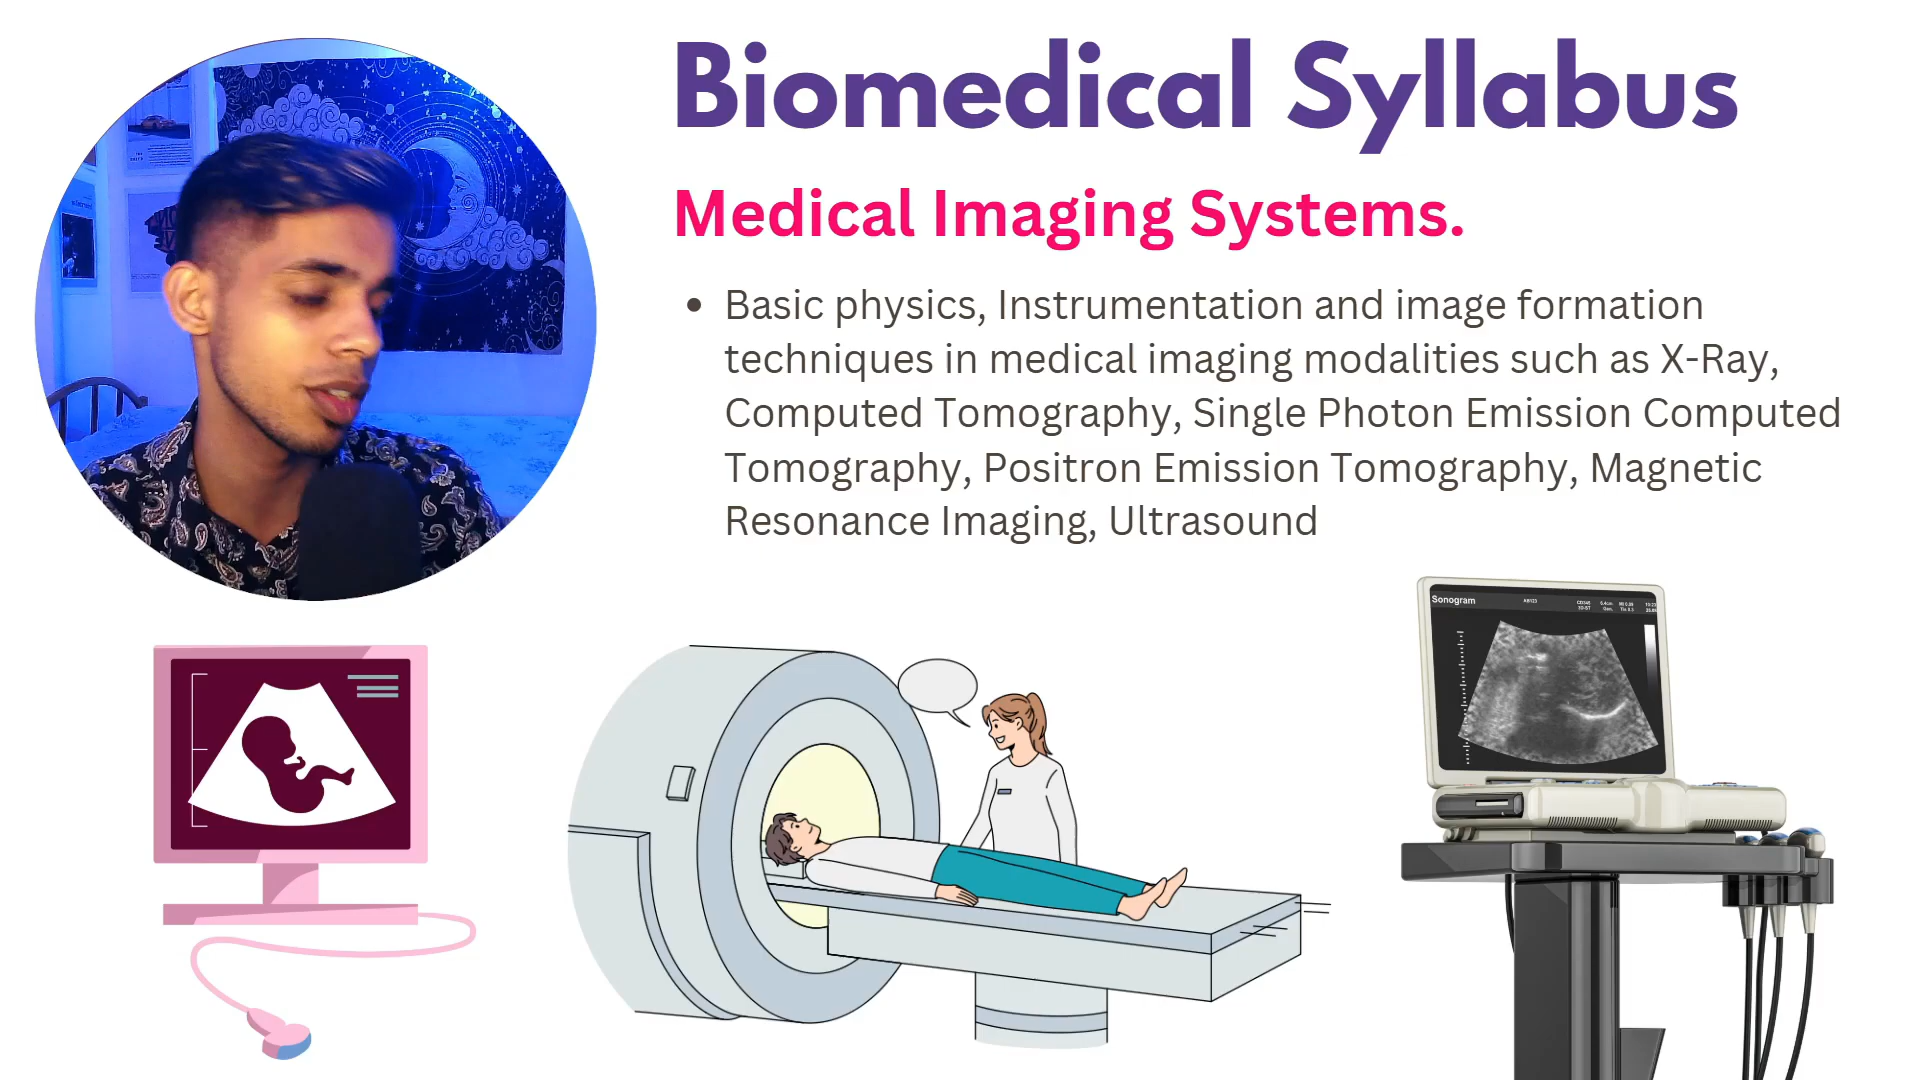 Biomedical Syllabus
Medical Imaging Systems.
• Basic physics, Instrumentation and image formation
techniques in medical imaging modalities such as X-Ray,
Computed Tomography, Single Photon Emission Computed
Tomography, Positron Emission Tomography, Magnetic
Resonance Imaging, Ultrasound
Sonogram